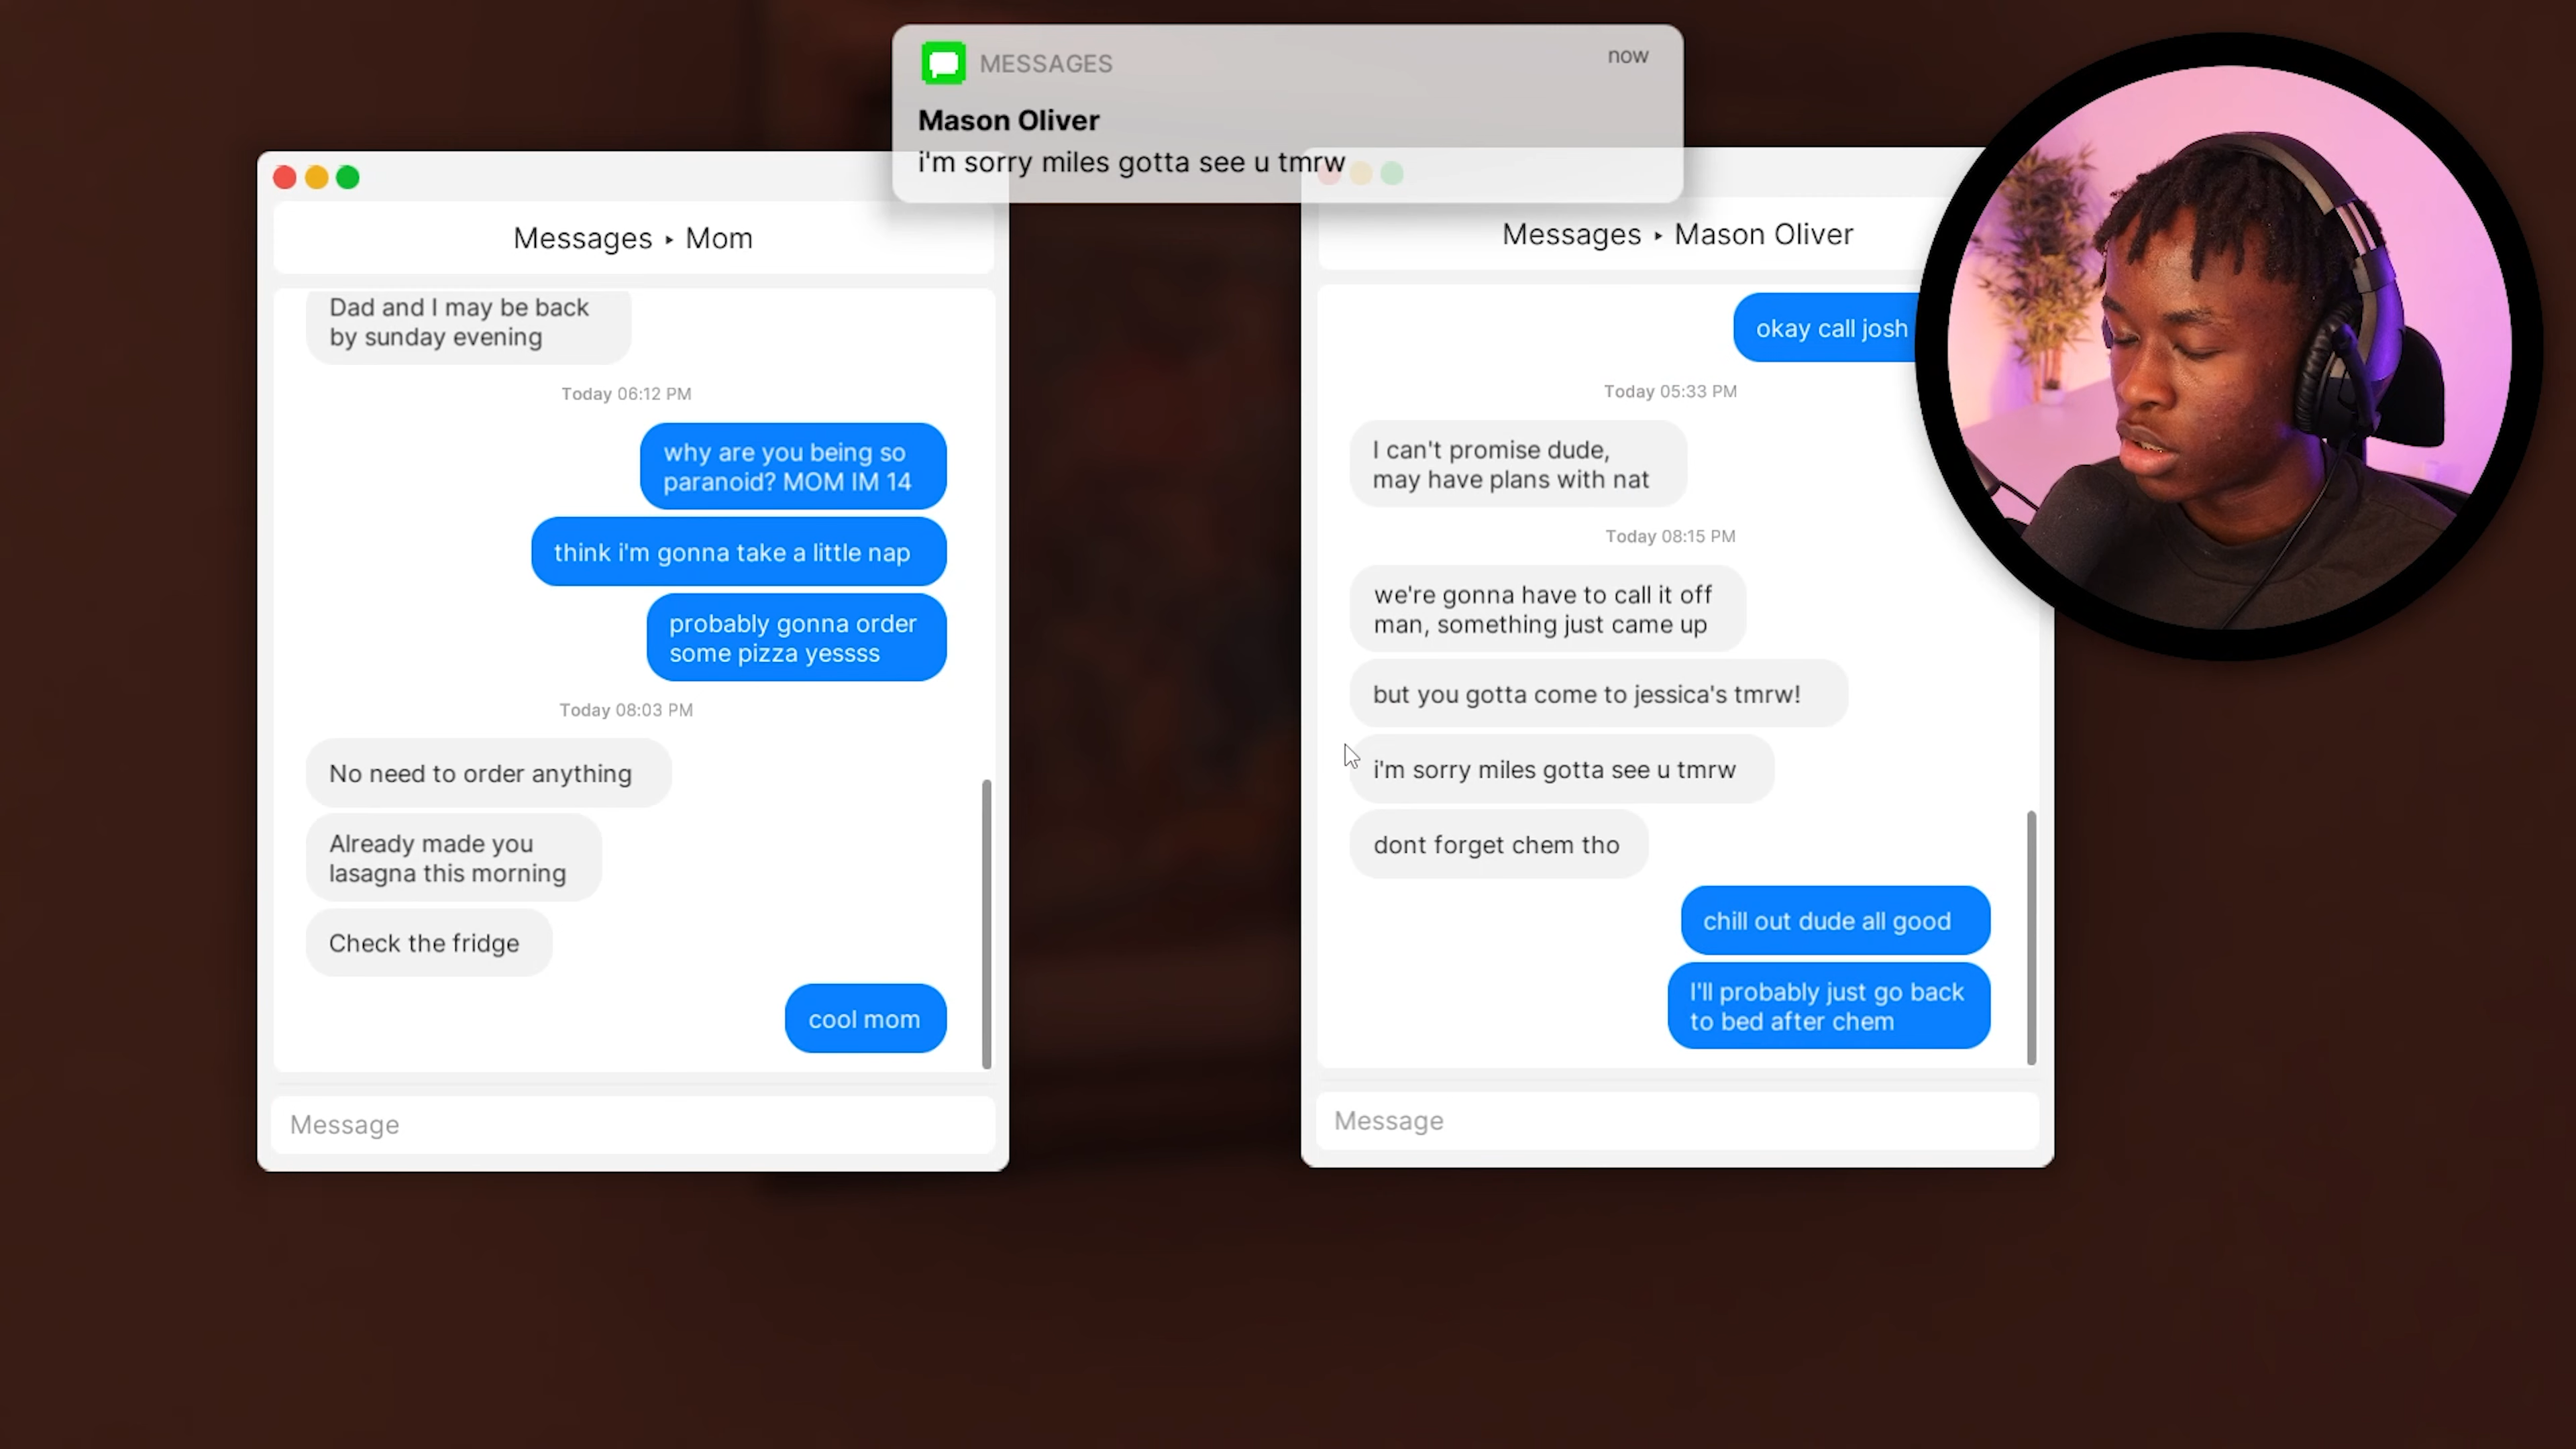 MESSAGES
now
Mason Oliver
i'm sorry miles gotta see u tmrw
Messages ‣ Mom
Dad and I may be back
by sunday evening
Today 06:12 PM
why are you being so
paranoid? MOM IM 14
think i'm gonna take a little nap
probably gonna order
some pizza yessss
Today 08:03 PM
No need to order anything
Already made you
lasagna this morning
Check the fridge
cool mom
Message
Messages ‣ Mason Oliver
okay call josh
Today 05:33 PM
I can't promise dude,
may have plans with nat
Today 08:15 PM
we're gonna have to call it off
man, something just came up
but you gotta come to jessica's tmrw!
i'm sorry miles gotta see u tmrw
dont forget chem tho
chill out dude all good
I'll probably just go back
to bed after chem
Message